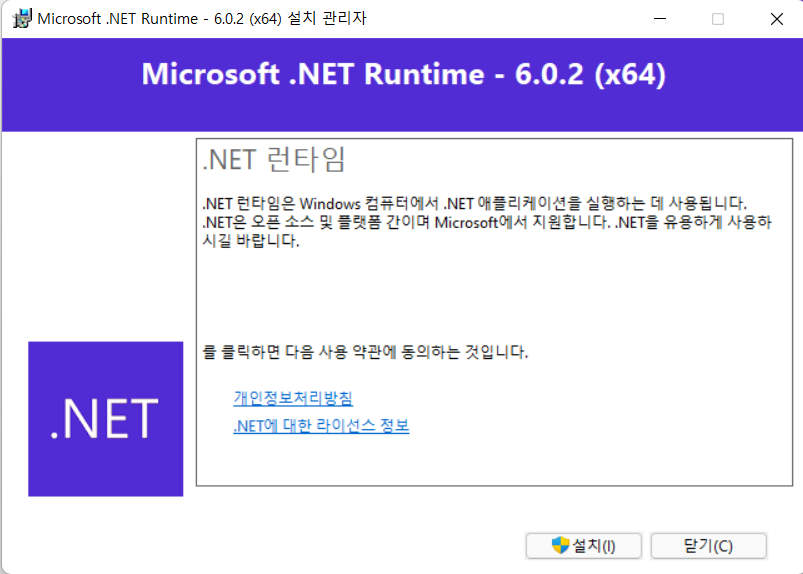 Microsoft .NET Runtime - 6.0.2 (x64) 설치 관리자
Microsoft .NET Runtime - 6.0.2 (x64)
.NET 런타임
.NET 런타임은 Windows 컴퓨터에서 .NET 애플리케이션을 실행하는 데 사용됩니다.
.NET은 오픈 소스 및 플랫폼 간이며 Microsoft에서 지원합니다. .NET을 유용하게 사용하
시길 바랍니다.
를 클릭하면 다음 사용 약관에 동의하는 것입니다.
개인정보처리방침
.NET에 대한 라이선스 정보
.NET
설치(I)
닫기(C)